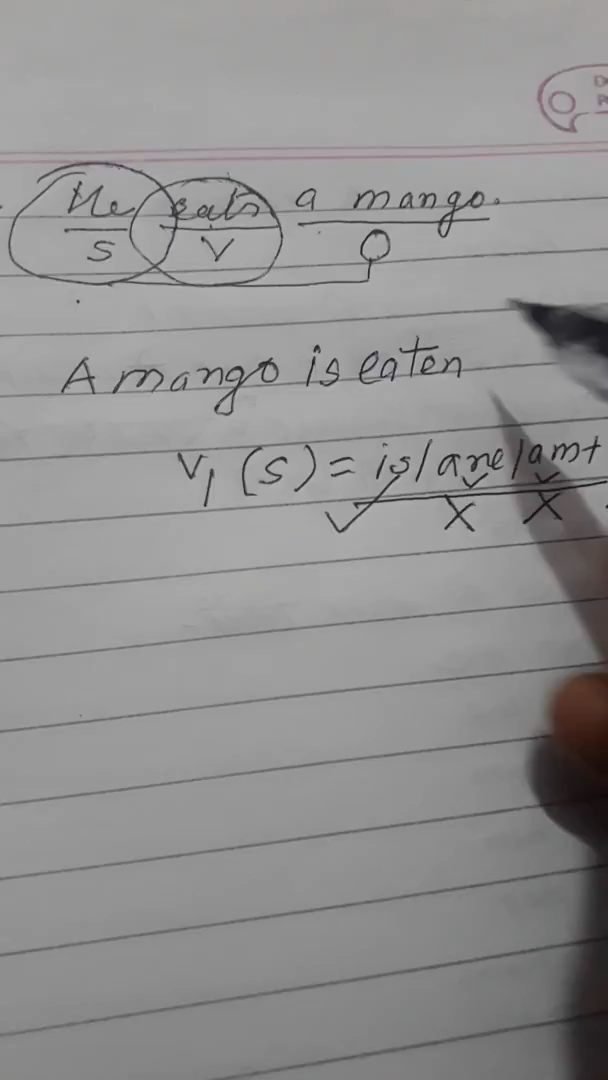 He eats a mango.
S V O
A mango is eaten
V1 (S) = is/are/am+
X X